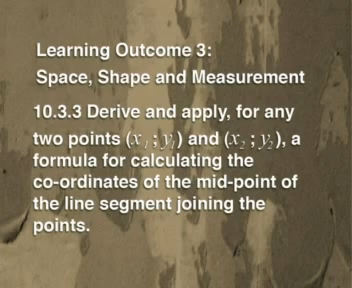 Learning Outcome 3:
Space, Shape and Measurement
10.3.3 Derive and apply, for any
two points (x₁ ; y₁) and (x₂ ; y₂), a
formula for calculating the
co-ordinates of the mid-point of
the line segment joining the
points.